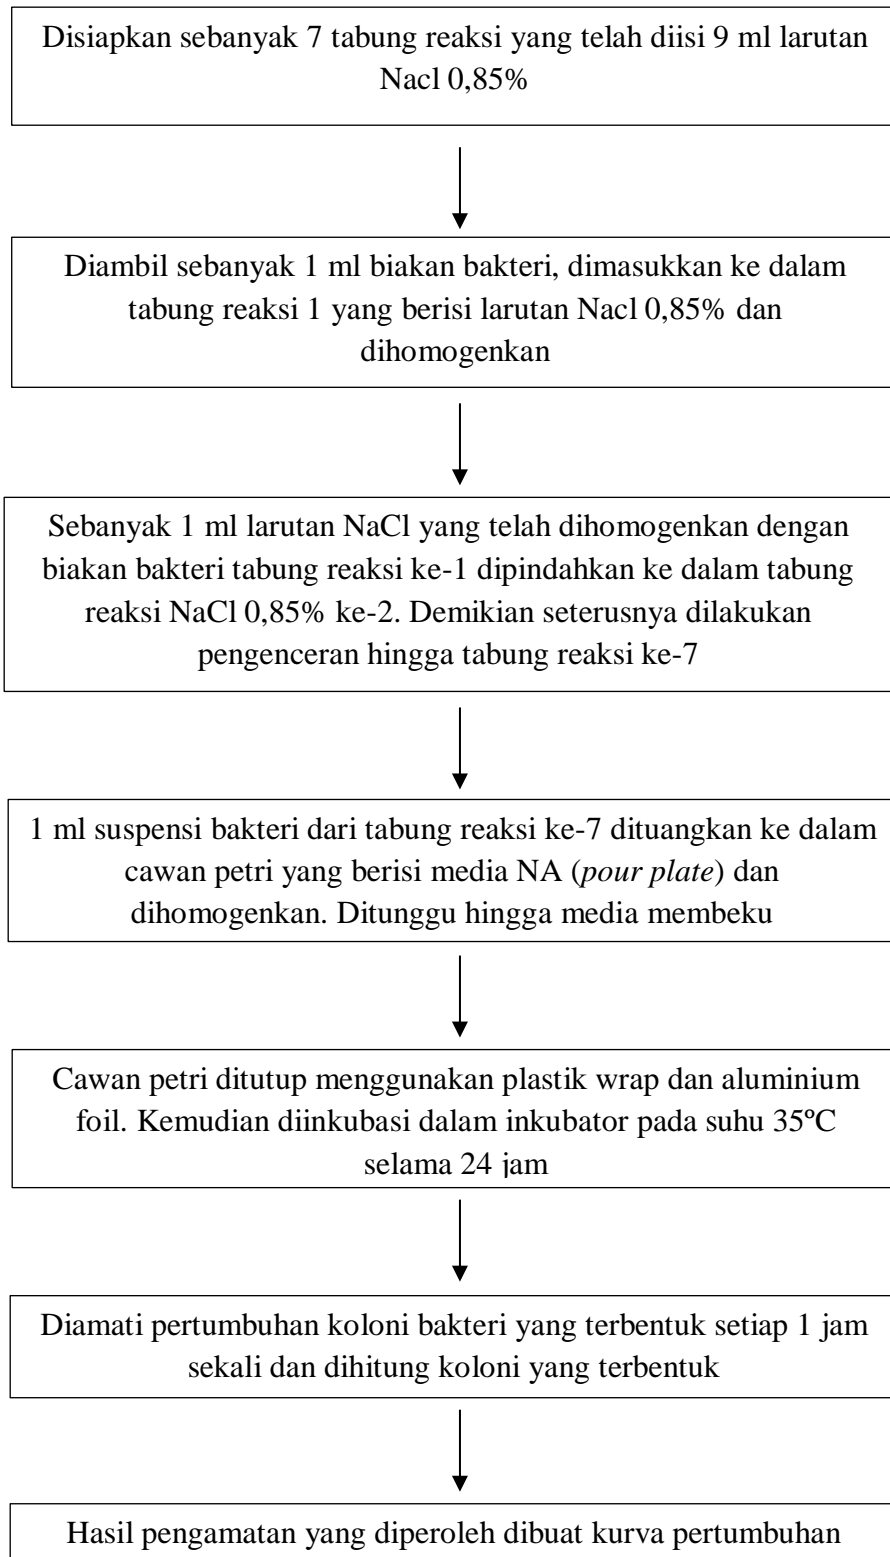 Disiapkan sebanyak 7 tabung reaksi yang telah diisi 9 ml larutan
Nacl 0,85%
Diambil sebanyak 1 ml biakan bakteri, dimasukkan ke dalam
tabung reaksi 1 yang berisi larutan Nacl 0,85% dan
dihomogenkan
Sebanyak 1 ml larutan NaCl yang telah dihomogenkan dengan
biakan bakteri tabung reaksi ke-1 dipindahkan ke dalam tabung
reaksi NaCl 0,85% ke-2. Demikian seterusnya dilakukan
pengenceran hingga tabung reaksi ke-7
1 ml suspensi bakteri dari tabung reaksi ke-7 dituangkan ke dalam
cawan petri yang berisi media NA (pour plate) dan
dihomogenkan. Ditunggu hingga media membeku
Cawan petri ditutup menggunakan plastik wrap dan aluminium
foil. Kemudian diinkubasi dalam inkubator pada suhu 35ºC
selama 24 jam
Diamati pertumbuhan koloni bakteri yang terbentuk setiap 1 jam
sekali dan dihitung koloni yang terbentuk
Hasil pengamatan yang diperoleh dibuat kurva pertumbuhan